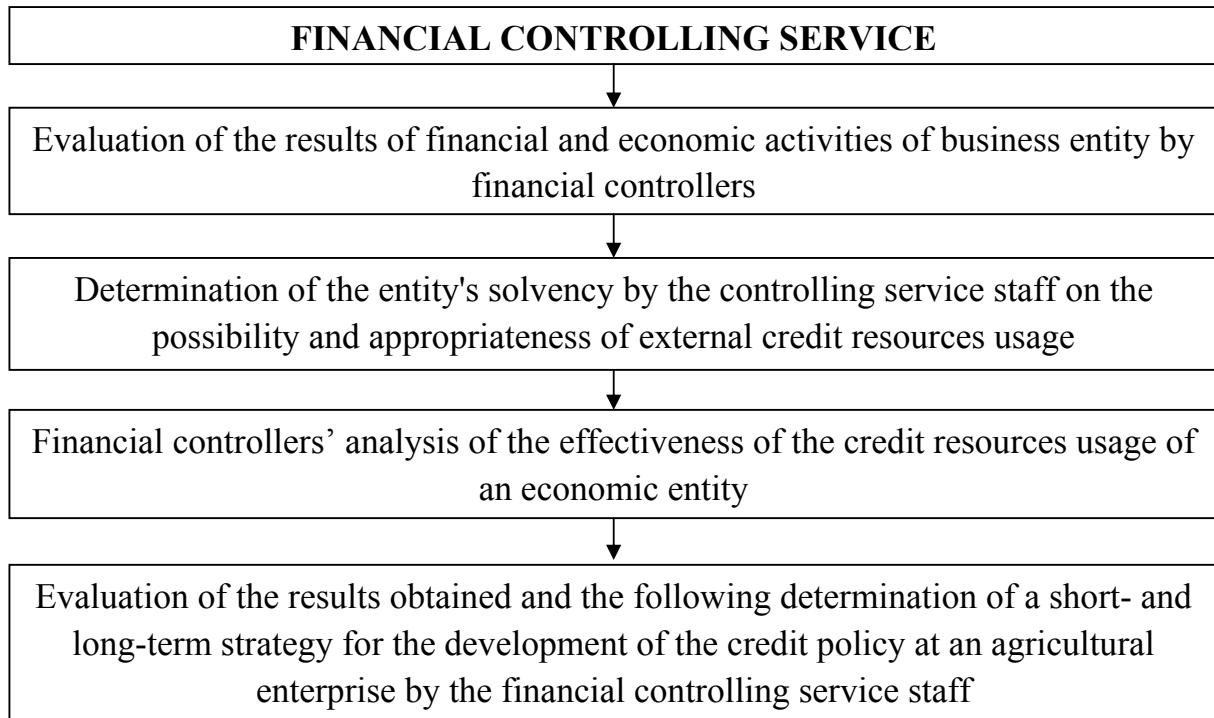 FINANCIAL CONTROLLING SERVICE
Evaluation of the results of financial and economic activities of business entity by
financial controllers
Determination of the entity's solvency by the controlling service staff on the
possibility and appropriateness of external credit resources usage
Financial controllers’ analysis of the effectiveness of the credit resources usage of
an economic entity
Evaluation of the results obtained and the following determination of a short- and
long-term strategy for the development of the credit policy at an agricultural
enterprise by the financial controlling service staff